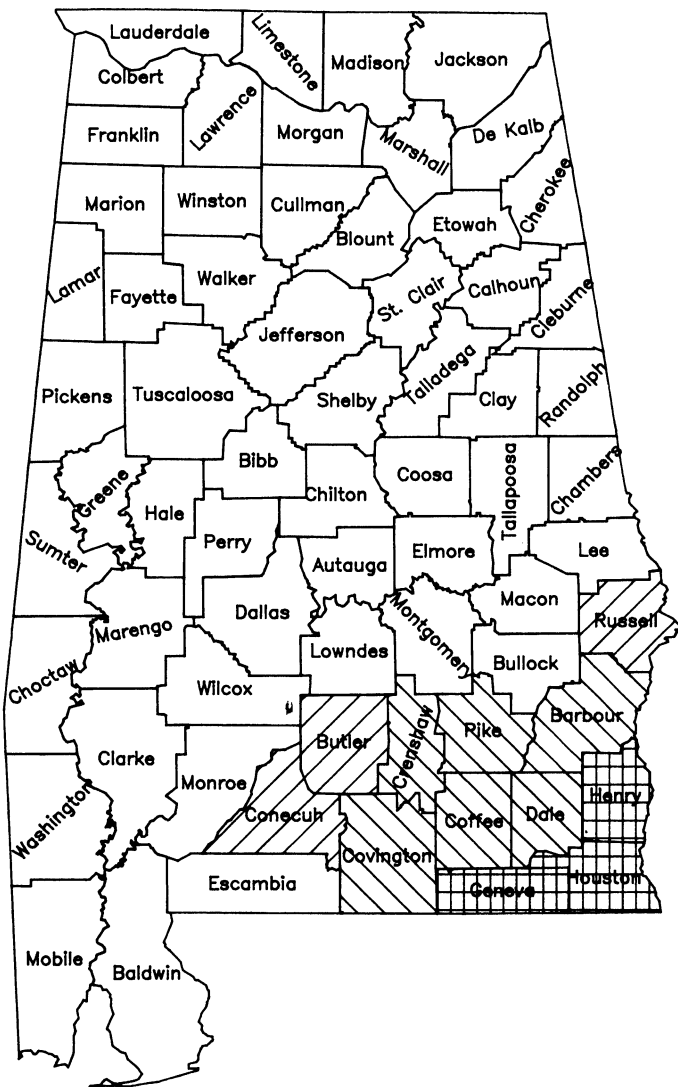 Lauderdale
Limestone
Madison
Jackson
Colbert
Lawrence
Franklin
Morgan
Marshall
De Kalb
Cherokee
Marion
Winston
Cullman
Blount
Etowah
Lamar
Fayette
Walker
St. Clair
Calhoun
Cleburne
Jefferson
Pickens
Tuscaloosa
Shelby
Talladega
Clay
Randolph
Greene
Bibb
Chilton
Coosa
Tallapoosa
Chambers
Sumter
Hale
Perry
Autauga
Elmore
Lee
Marengo
Dallas
Lowndes
Montgomery
Macon
Russell
Bullock
Choctaw
Wilcox
Clarke
Monroe
Butler
Crenshaw
Pike
Barbour
Washington
Conecuh
Covington
Coffee
Dale
Henry
Escambia
Geneva
Houston
Mobile
Baldwin